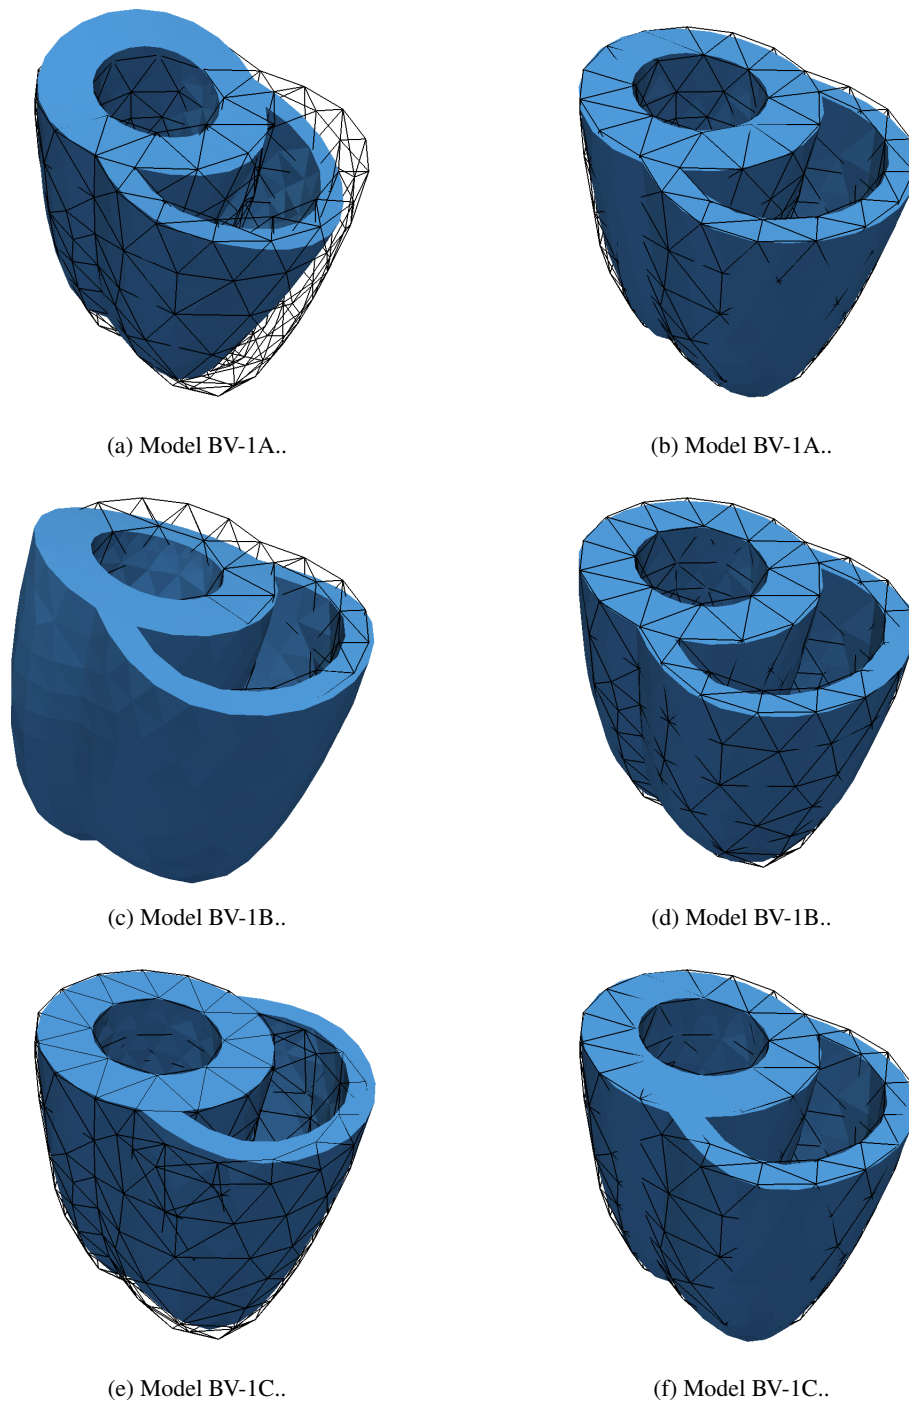 (a) Model BV-1A..
(b) Model BV-1A..
(c) Model BV-1B..
(d) Model BV-1B..
(e) Model BV-1C..
(f) Model BV-1C..